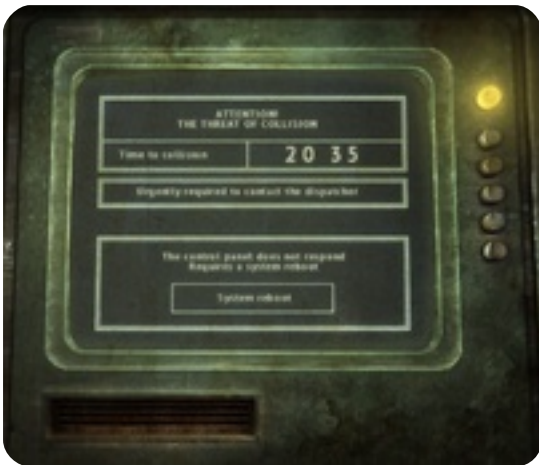 ATTENTION!
THE THREAT OF COLLISION
Time to collision
20 35
Urgently required to contact the dispatcher
The control panel does not respond
Requires a system reboot
System reboot